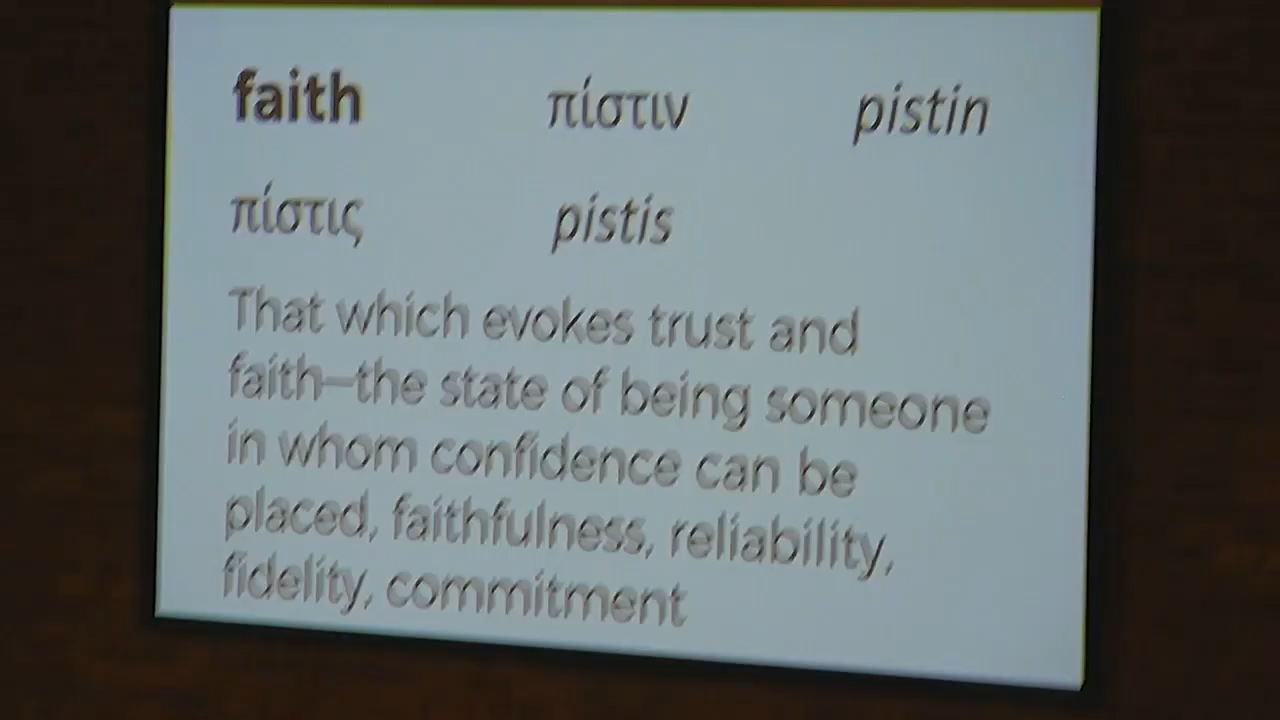 faith πίστιν pistin
πίστις pistis
That which evokes trust and
faith—the state of being someone
in whom confidence can be
placed, faithfulness, reliability,
fidelity, commitment